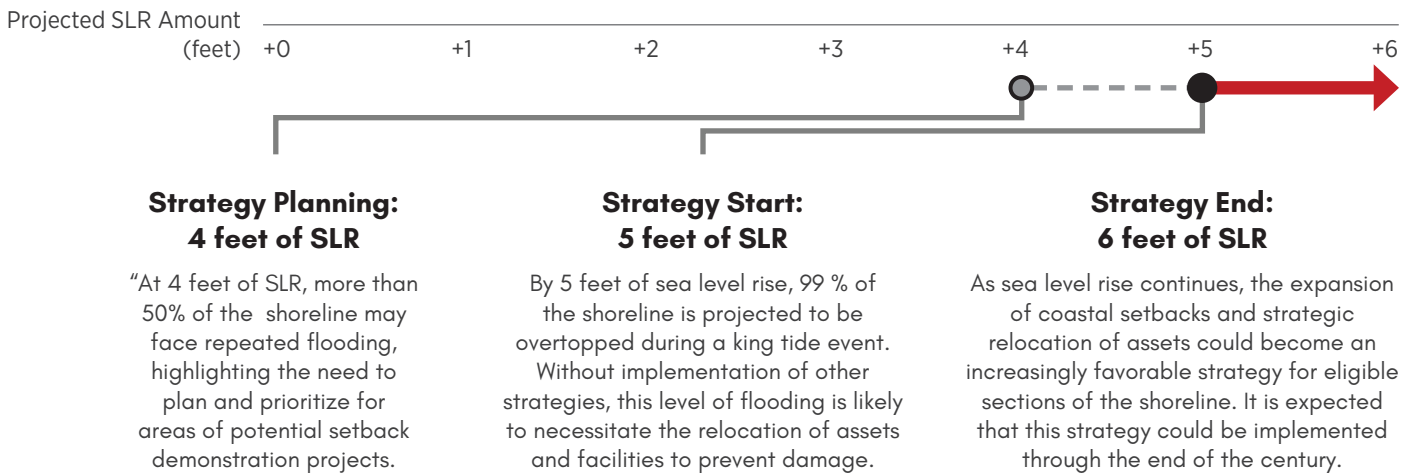 Projected SLR Amount
(feet) +0 +1 +2 +3 +4 +5 +6
Strategy Planning:
4 feet of SLR
“At 4 feet of SLR, more than
50% of the shoreline may
face repeated flooding,
highlighting the need to
plan and prioritize for
areas of potential setback
demonstration projects.
Strategy Start:
5 feet of SLR
By 5 feet of sea level rise, 99 % of
the shoreline is projected to be
overtopped during a king tide event.
Without implementation of other
strategies, this level of flooding is likely
to necessitate the relocation of assets
and facilities to prevent damage.
Strategy End:
6 feet of SLR
As sea level rise continues, the expansion
of coastal setbacks and strategic
relocation of assets could become an
increasingly favorable strategy for eligible
sections of the shoreline. It is expected
that this strategy could be implemented
through the end of the century.